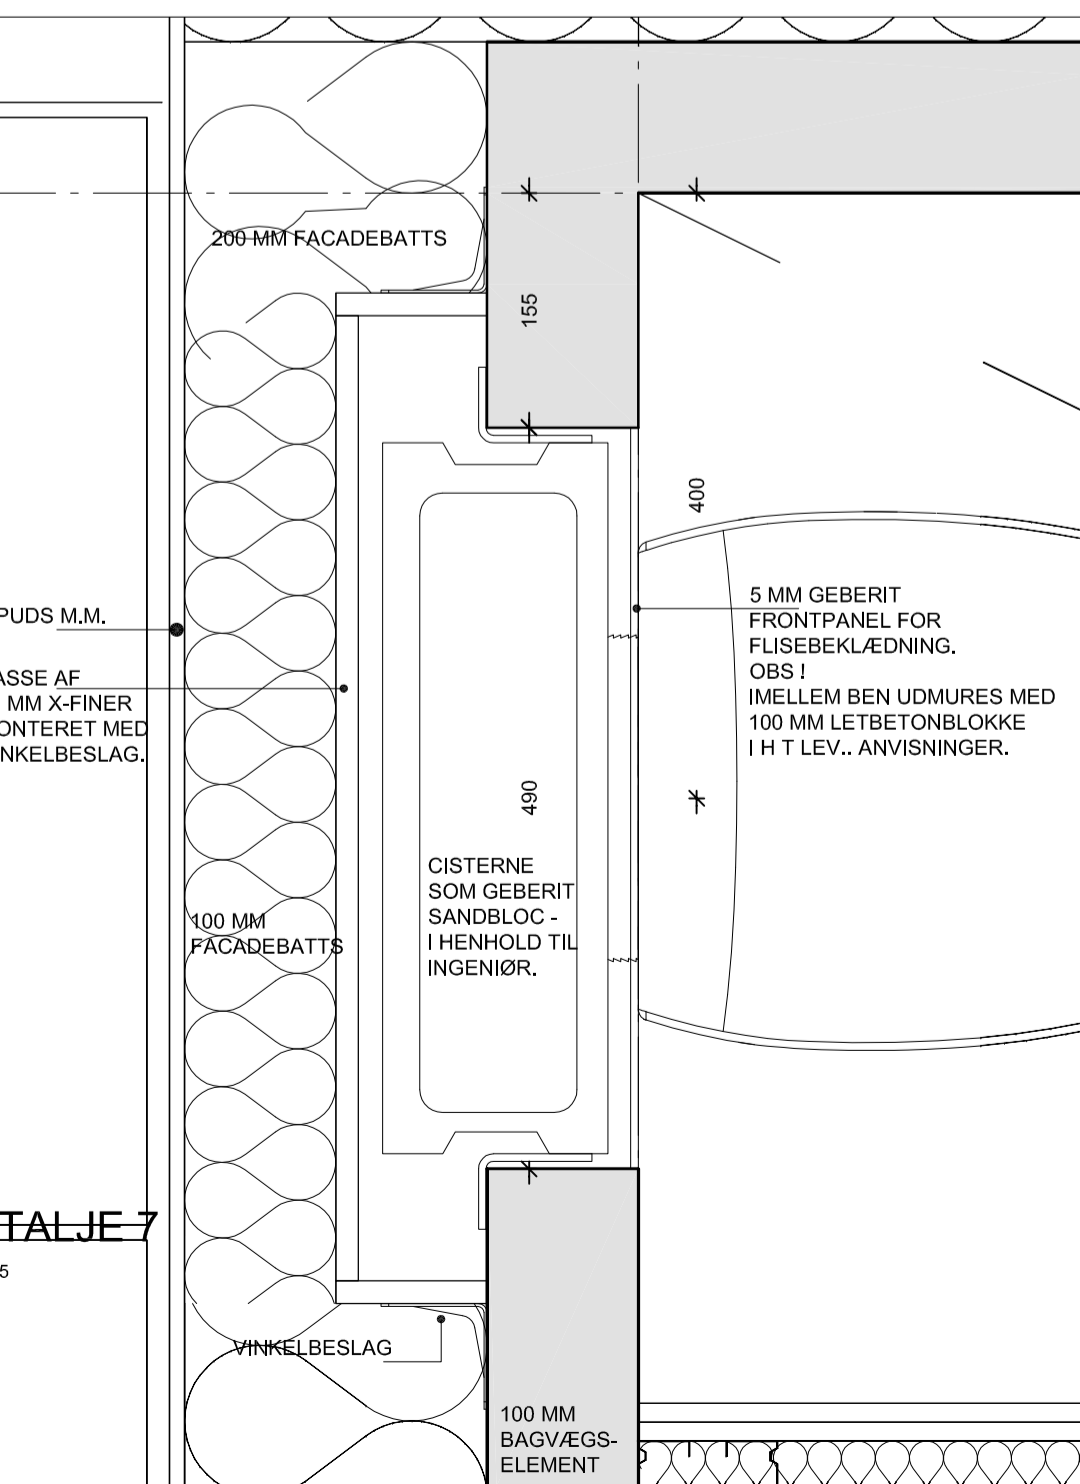 200 MM FACADEBATTS
155
400
PUDS M.M.
ASSE AF
MM X-FINER
ONTERET MED
NKELBESLAG.
5 MM GEBERIT
FRONTPANEL FOR
FLISEBEKLÆDNING.
OBS !
IMELLEM BEN UDMURES MED
100 MM LETBETONBLOKKE
I H T LEV.. ANVISNINGER.
490
CISTERNE
SOM GEBERIT
SANDBLOC -
I HENHOLD TIL
INGENIØR.
100 MM
FACADEBATTS
TALJE 7
5
VINKELBESLAG
100 MM
BAGVÆGS-
ELEMENT